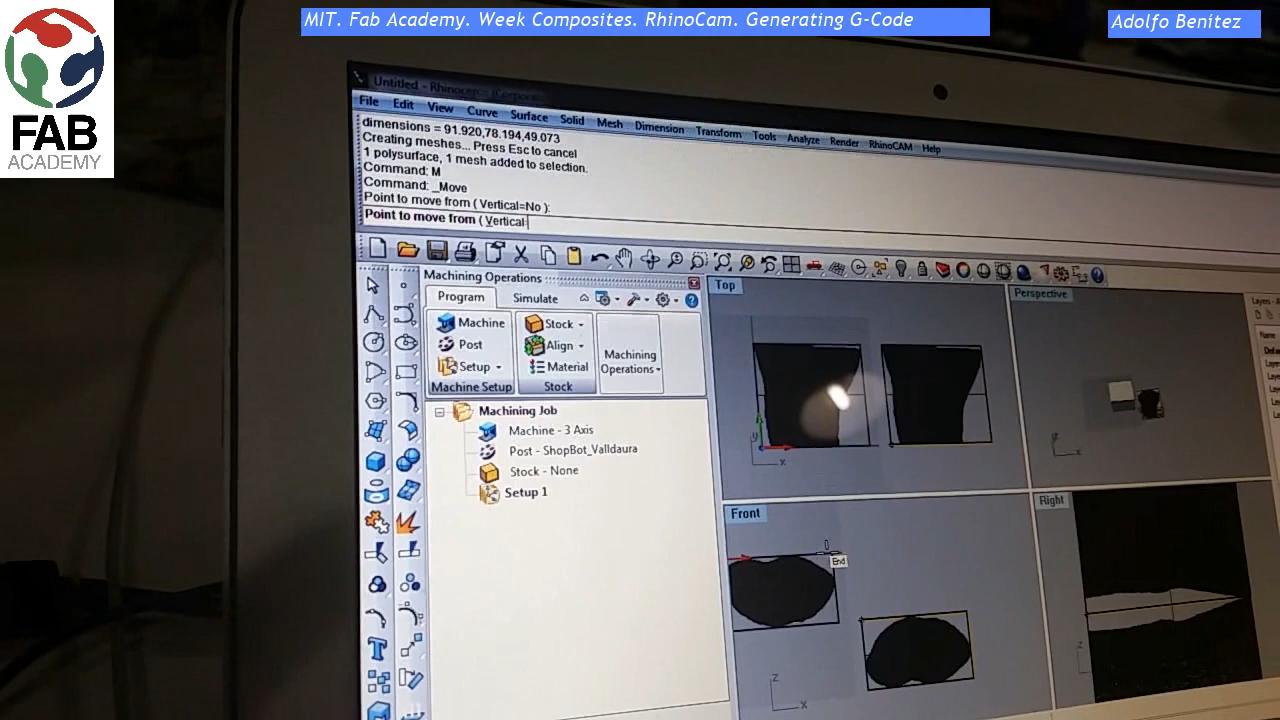 MIT. Fab Academy. Week Composites. RhinoCam. Generating G-Code
Adolfo Benítez
FAB
ACADEMY
File Edit View Curve Surface Solid Mesh Dimension Transform Tools Analyze Render RhinoCAM Help
dimensions = 91.920,78.194,49.073
Creating meshes... Press Esc to cancel
1 polysurface, 1 mesh added to selection.
Command: M
Command: _Move
Point to move from ( Vertical=No ):
Point to move from ( Vertical
Machining Operations
Program Simulate
Machine
Post
Setup
Machine Setup
Stock
Align
Material
Stock
Machining
Operations
Machining Job
Machine - 3 Axis
Post - ShopBot_Valldaura
Stock - None
Setup 1
Top
y
x
Perspective
z
x
Front
End
z
x
Right
z